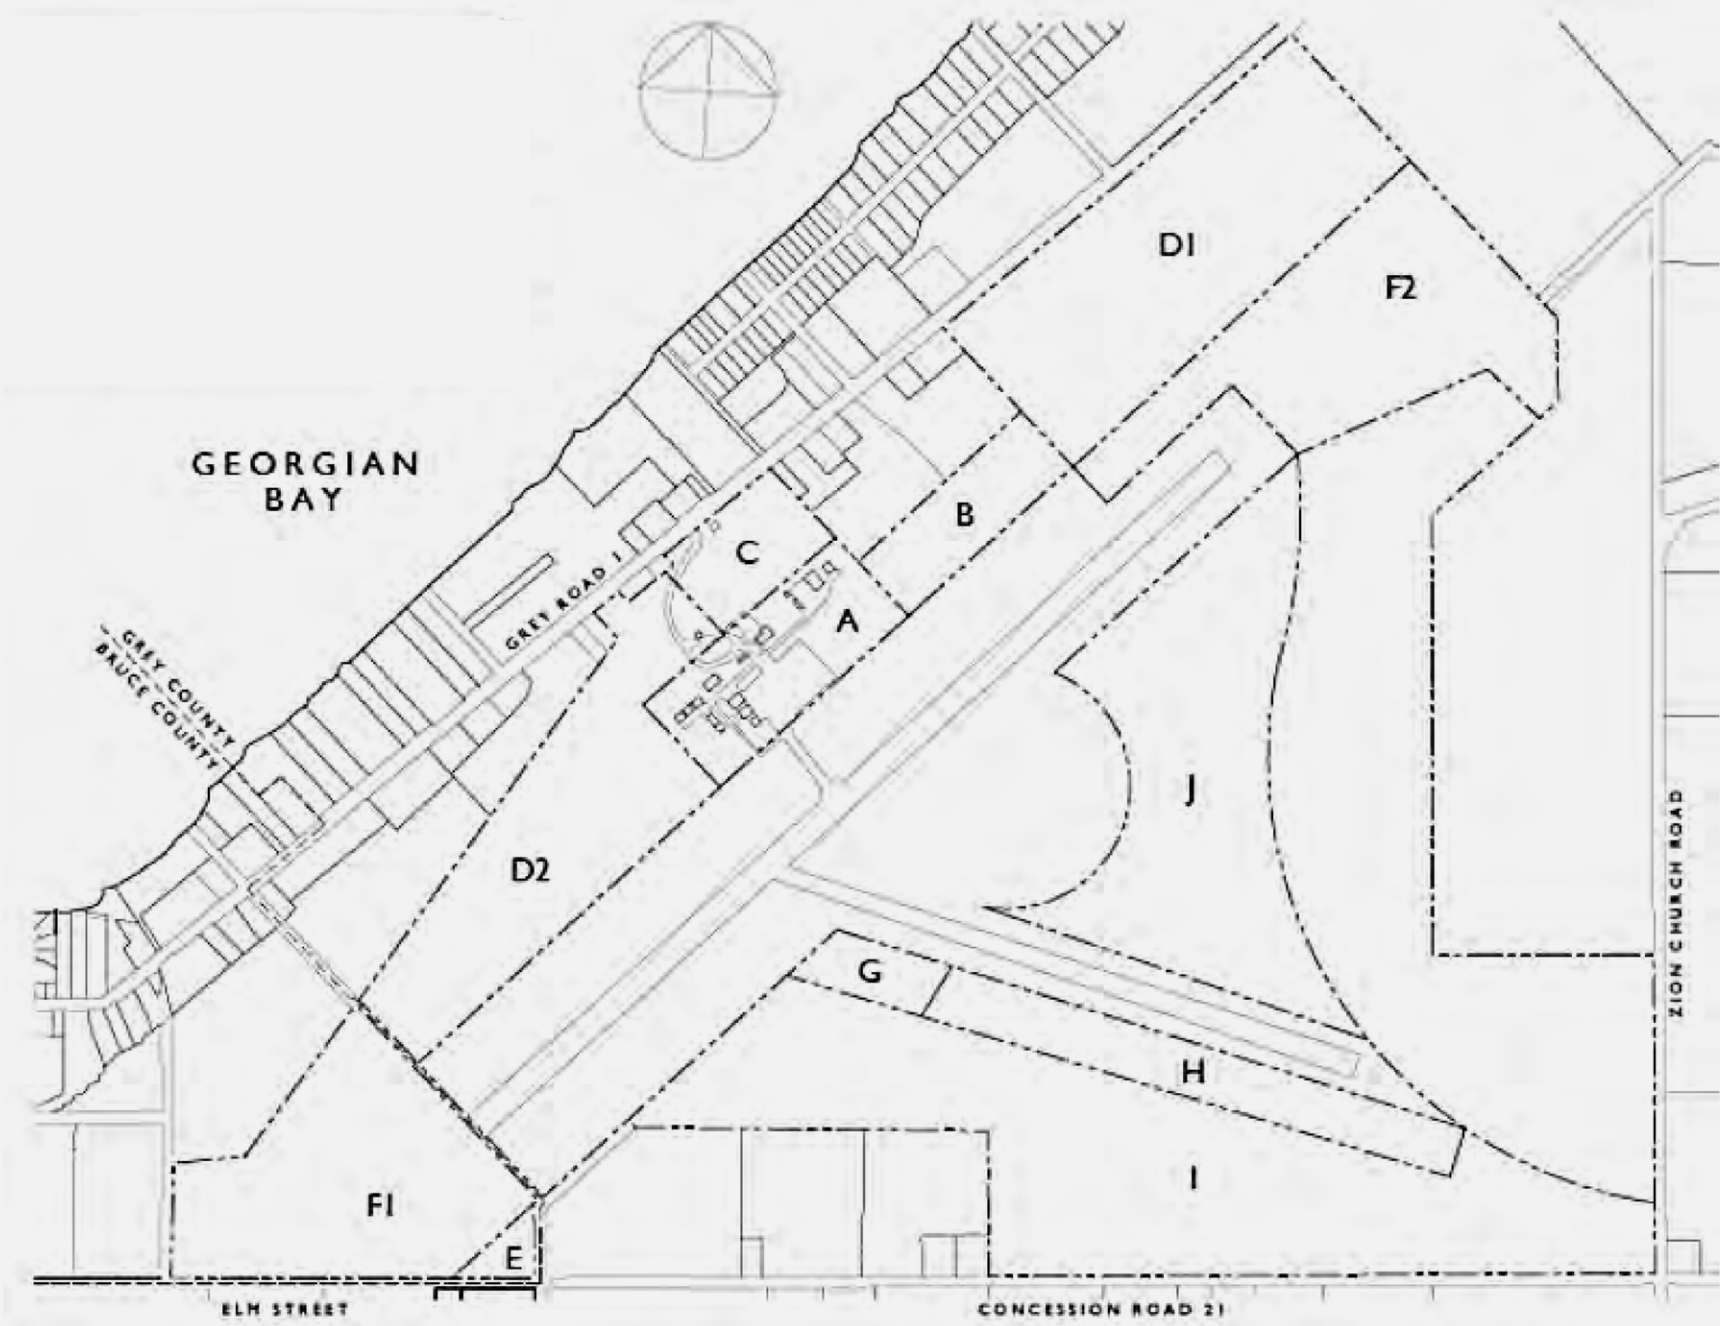 D1
F2
GEORGIAN
BAY
B
C
GREY ROAD 1
A
GREY COUNTY
BRUCE COUNTY
J
D2
ZION CHURCH ROAD
G
H
I
F1
E
ELM STREET
CONCESSION ROAD 21